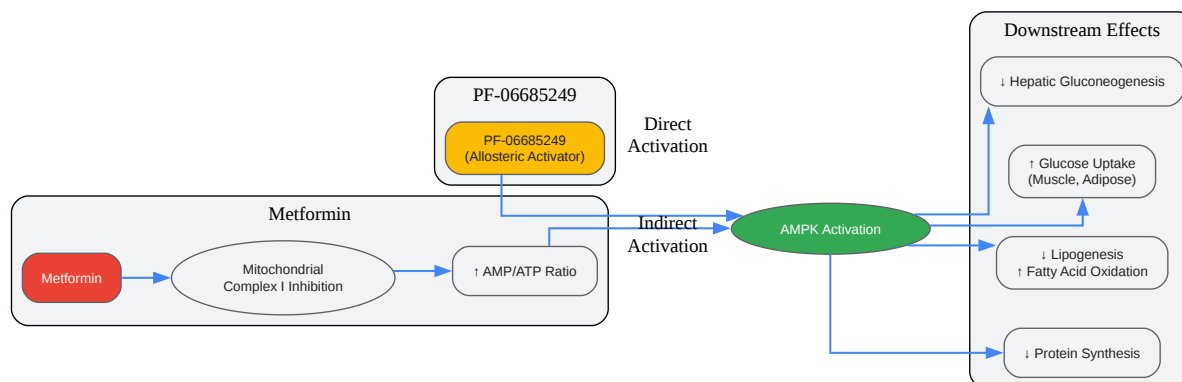 Downstream Effects
↓ Hepatic Gluconeogenesis
PF-06685249
PF-06685249
(Allosteric Activator)
Direct
Activation
↑ Glucose Uptake
(Muscle, Adipose)
Metformin
Indirect
Activation
AMPK Activation
Metformin
Mitochondrial
Complex I Inhibition
↑ AMP/ATP Ratio
↓ Lipogenesis
↑ Fatty Acid Oxidation
↓ Protein Synthesis